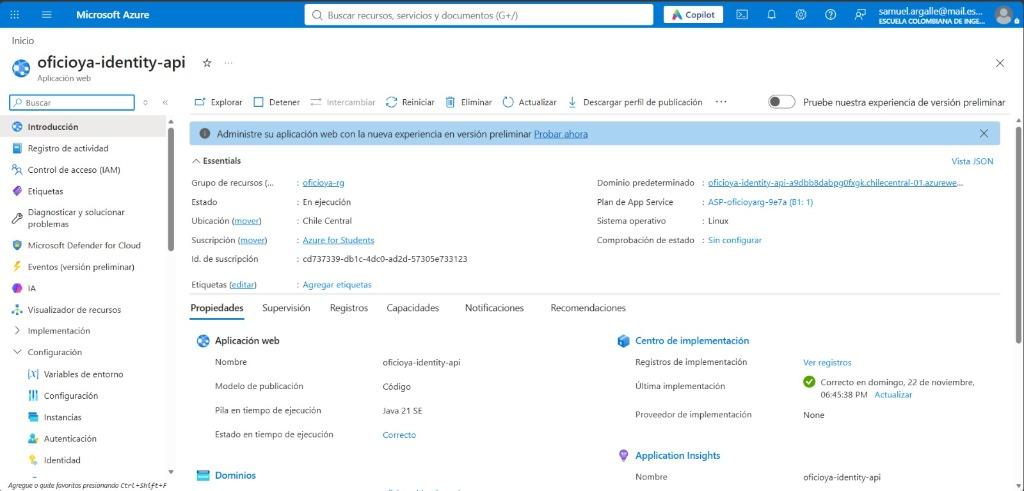 Microsoft Azure
Buscar recursos, servicios y documentos (G+/)
Copilot
samuel.argalle@mail.es...
ESCUELA COLOMBIANA DE INGE...
Inicio
oficioya-identity-api
Aplicación web
Buscar
Explorar Detener Intercambiar Reiniciar Eliminar Actualizar Descargar perfil de publicación ... Pruebe nuestra experiencia de versión preliminar
Introducción
Registro de actividad
Control de acceso (IAM)
Etiquetas
Diagnosticar y solucionar
problemas
Microsoft Defender for Cloud
Eventos (versión preliminar)
IA
Visualizador de recursos
Implementación
Configuración
Variables de entorno
Configuración
Instancias
Autenticación
Identidad
Agregue o quite favoritos presionando Ctrl+Shift+F
Administre su aplicación web con la nueva experiencia en versión preliminar Probar ahora
Essentials
Vista JSON
Grupo de recursos (... : oficioya-rg
Estado : En ejecución
Ubicación (mover) : Chile Central
Suscripción (mover) : Azure for Students
Id. de suscripción : cd737339-db1c-4dc0-ad2d-57305e733123
Etiquetas (editar) : Agregar etiquetas
Dominio predeterminado : oficioya-identity-api-a9dbb8dabpg0fxgk.chilecentral-01.azurewe...
Plan de App Service : ASP-oficioyarg-9e7a (B1: 1)
Sistema operativo : Linux
Comprobación de estado : Sin configurar
Propiedades Supervisión Registros Capacidades Notificaciones Recomendaciones
Aplicación web
Nombre oficioya-identity-api
Modelo de publicación Código
Pila en tiempo de ejecución Java 21 SE
Estado en tiempo de ejecución Correcto
Dominios
Centro de implementación
Registros de implementación Ver registros
Última implementación Correcto en domingo, 22 de noviembre,
06:45:38 PM Actualizar
Proveedor de implementación None
Application Insights
Nombre oficioya-identity-api